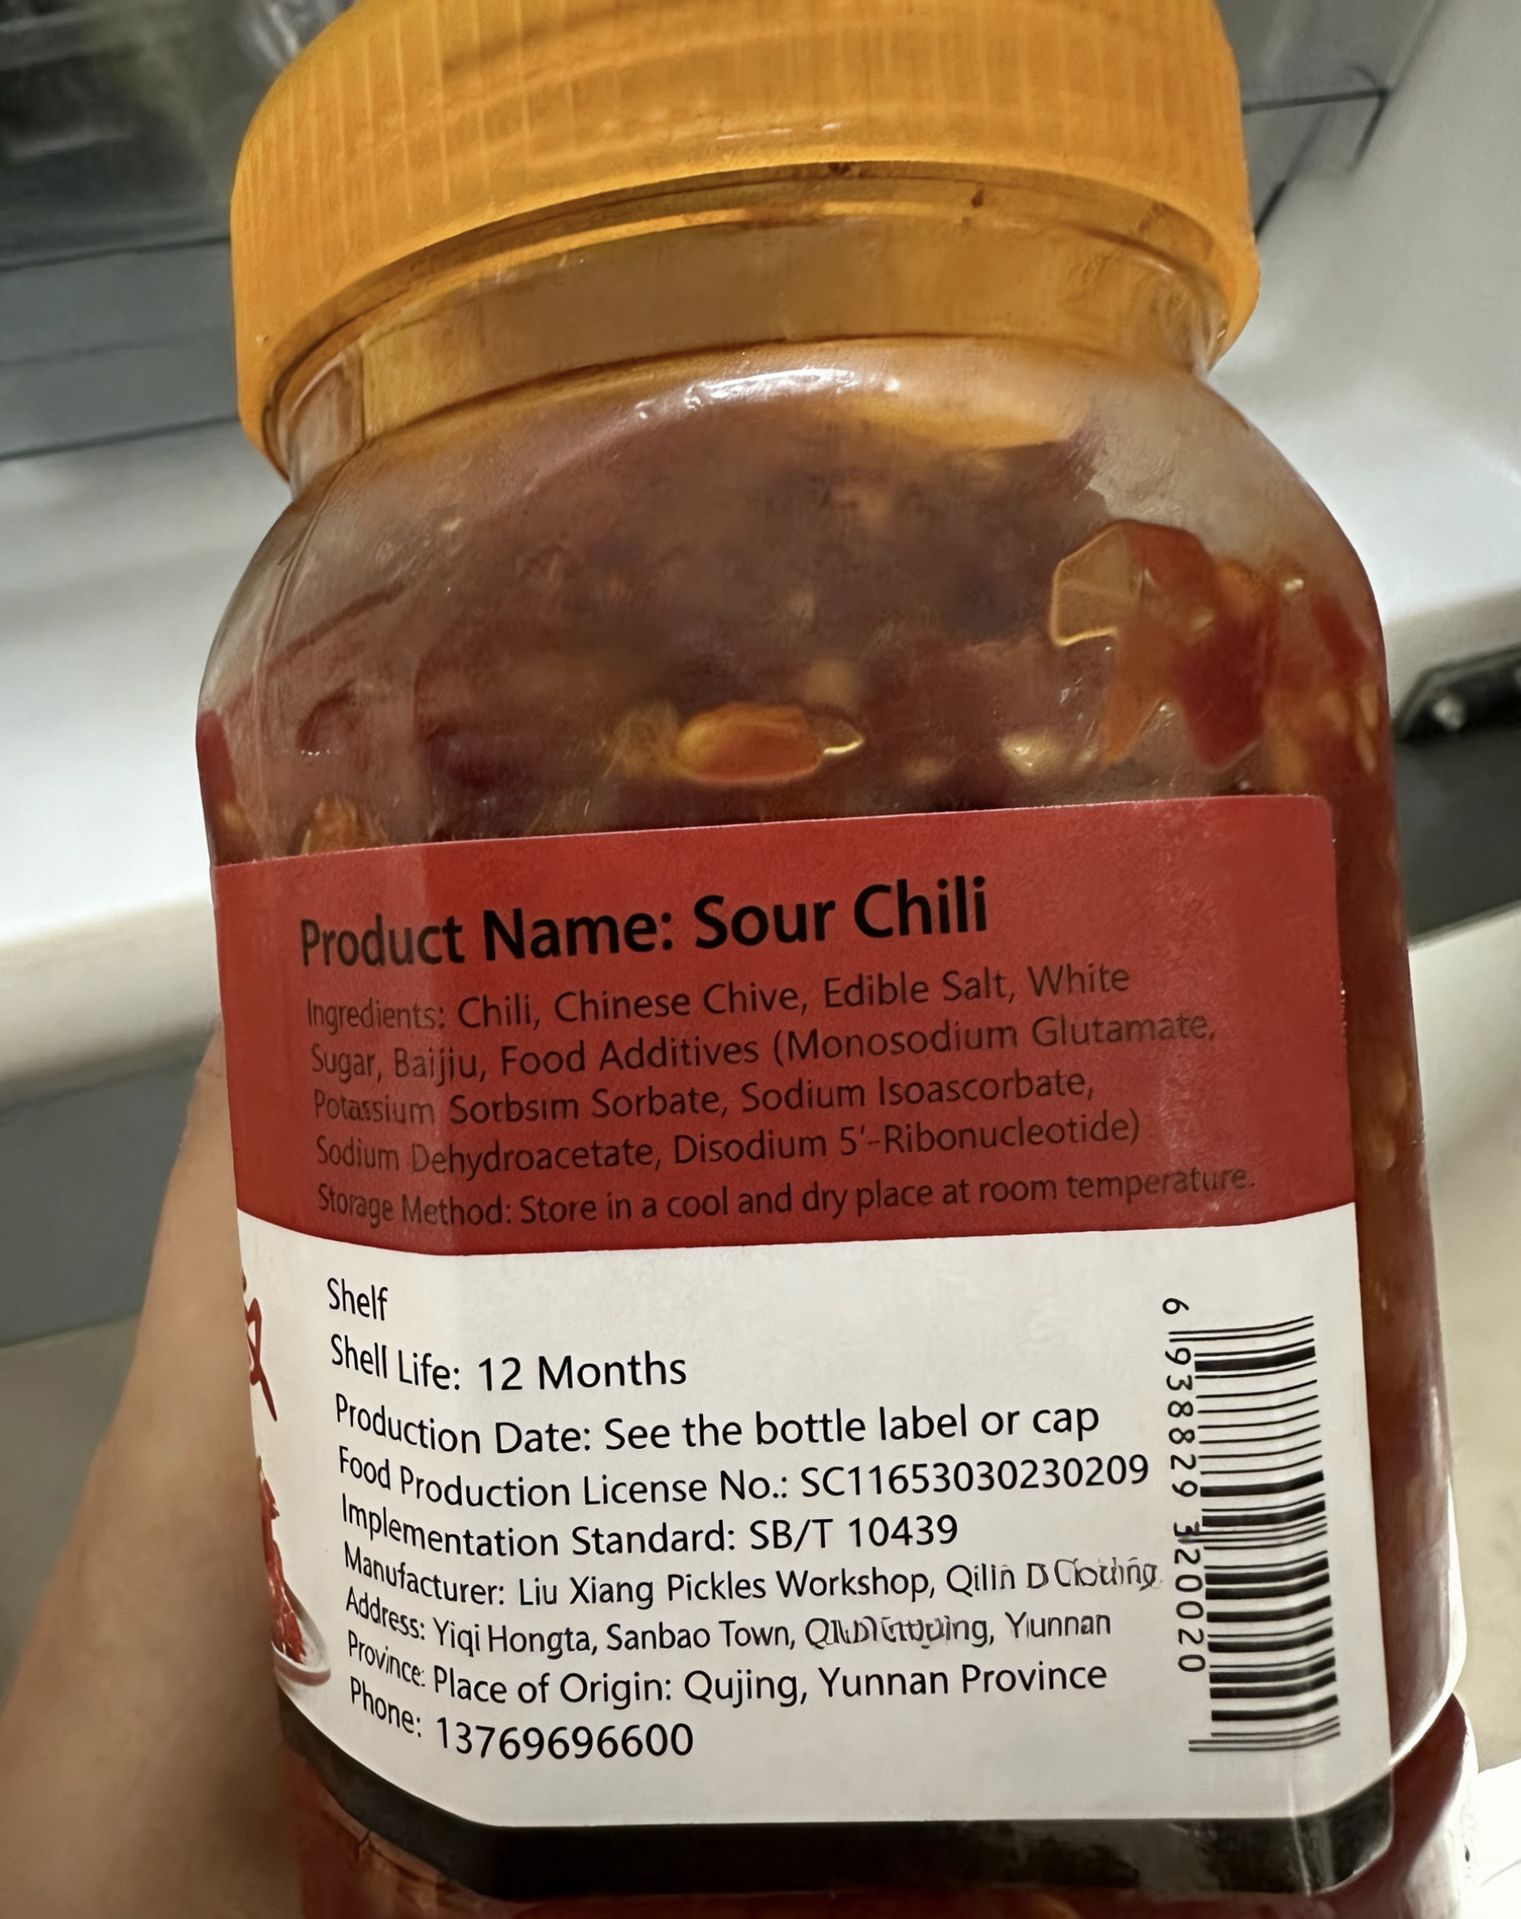 Product Name: Sour Chili
Ingredients: Chili, Chinese Chive, Edible Salt, White
Sugar, Baijiu, Food Additives (Monosodium Glutamate,
Potassium Sorbsim Sorbate, Sodium Isoascorbate,
Sodium Dehydroacetate, Disodium 5'-Ribonucleotide)
Storage Method: Store in a cool and dry place at room temperature.
Shelf
Shell Life: 12 Months
Production Date: See the bottle label or cap
Food Production License No.: SC11653030230209
Implementation Standard: SB/T 10439
Manufacturer: Liu Xiang Pickles Workshop, Qilin D
Address: Yiqi Hongta, Sanbao Town, Yunnan
Province: Place of Origin: Qujing, Yunnan Province
Phone: 13769696600
6 938829 320020